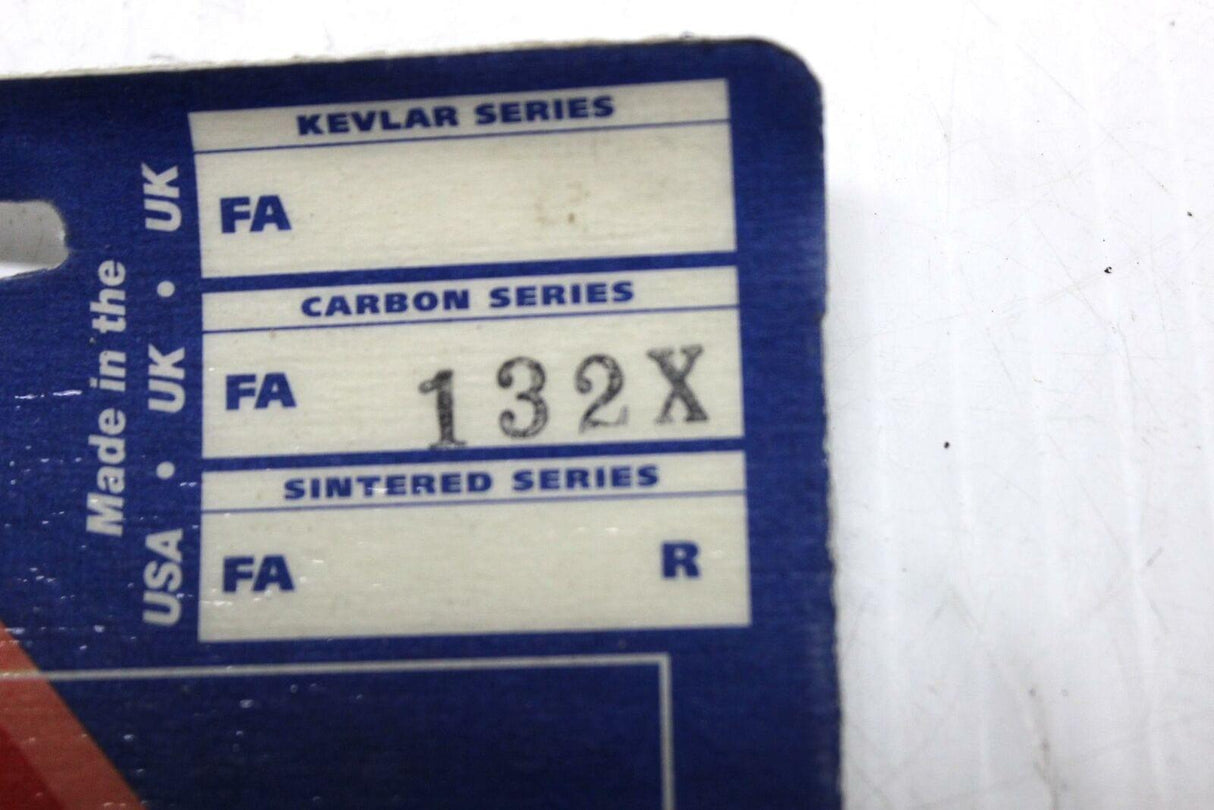 KEVLAR SERIES
FA
CARBON SERIES
FA 132X
SINTERED SERIES
FA R
Made in the
USA • UK • UK